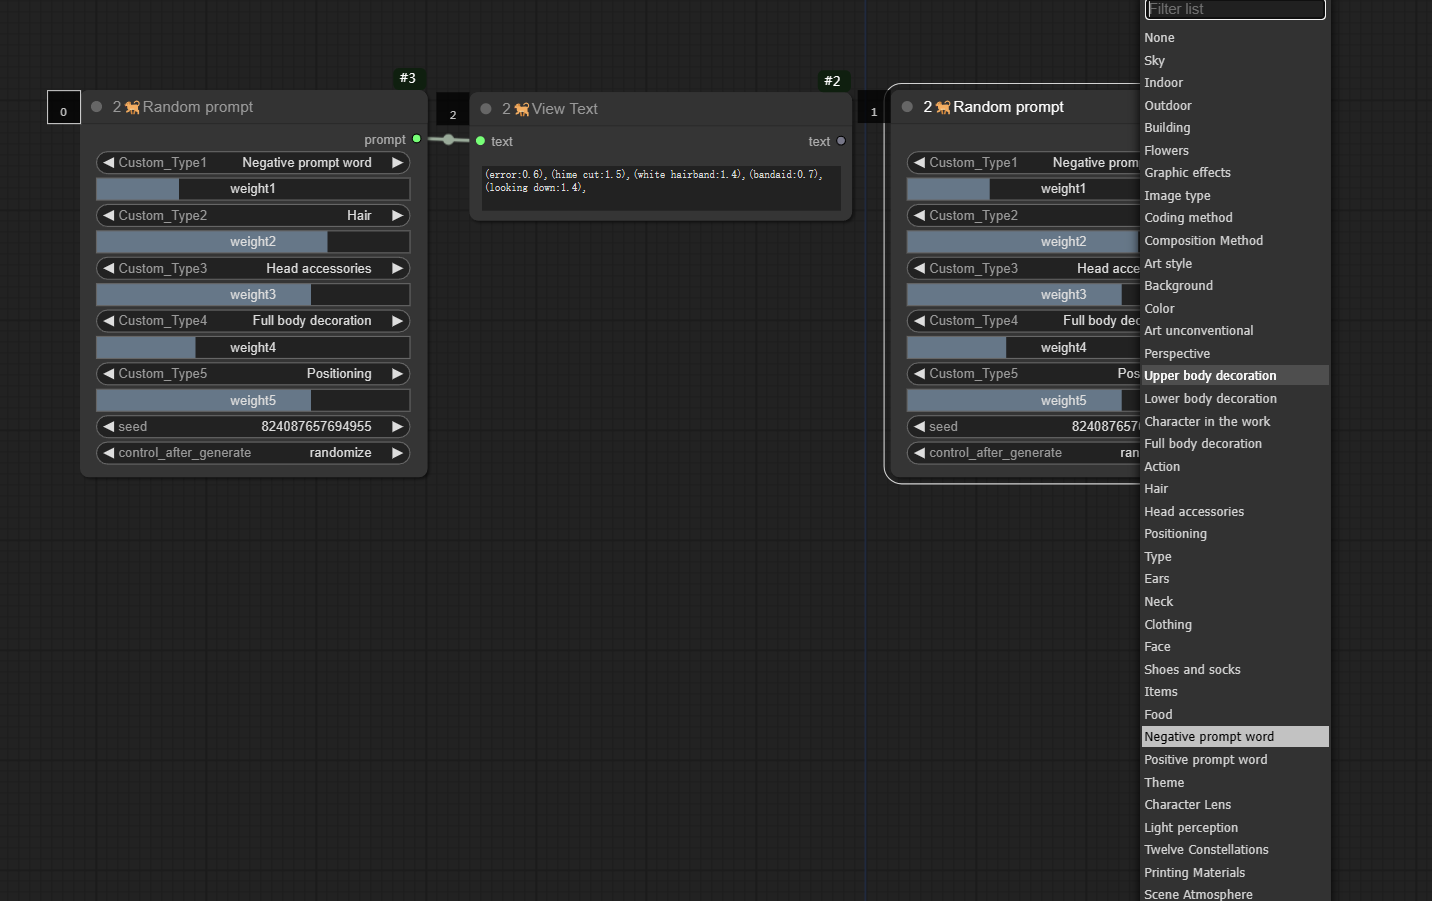 #3
0
2 Random prompt
prompt
Custom_Type1 Negative prompt word
weight1
Custom_Type2 Hair
weight2
Custom_Type3 Head accessories
weight3
Custom_Type4 Full body decoration
weight4
Custom_Type5 Positioning
weight5
seed 824087657694955
control_after_generate randomize
#2
2
2 View Text
text text
(error:0.6),(hime cut:1.5),(white hairband:1.4),(bandaid:0.7),
(looking down:1.4),
1
2 Random prompt
Custom_Type1 Negative prom
weight1
Custom_Type2
weight2
Custom_Type3 Head acce
weight3
Custom_Type4 Full body dec
weight4
Custom_Type5 Pos
weight5
seed 824087657
control_after_generate ran
Filter list
None
Sky
Indoor
Outdoor
Building
Flowers
Graphic effects
Image type
Coding method
Composition Method
Art style
Background
Color
Art unconventional
Perspective
Upper body decoration
Lower body decoration
Character in the work
Full body decoration
Action
Hair
Head accessories
Positioning
Type
Ears
Neck
Clothing
Face
Shoes and socks
Items
Food
Negative prompt word
Positive prompt word
Theme
Character Lens
Light perception
Twelve Constellations
Printing Materials
Scene Atmosphere